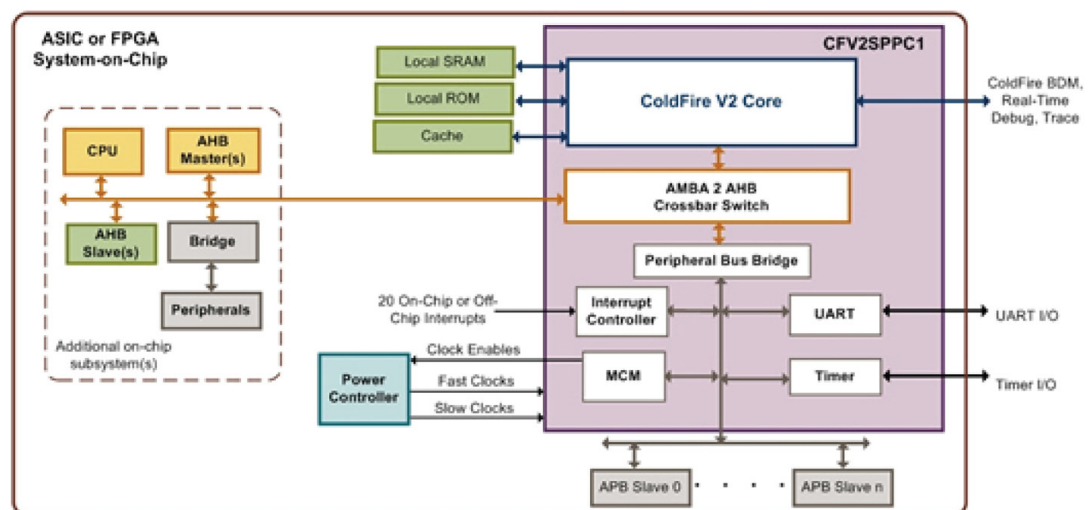 ASIC or FPGA
System-on-Chip
CFV2SPPC1
Local SRAM
Local ROM
Cache
ColdFire V2 Core
ColdFire BDM,
Real-Time
Debug, Trace
CPU
AHB
Master(s)
AHB
Slave(s)
Bridge
Peripherals
Additional on-chip
subsystem(s)
AMBA 2 AHB
Crossbar Switch
Peripheral Bus Bridge
20 On-Chip or Off-
Chip Interrupts
Interrupt
Controller
UART
UART I/O
Clock Enables
Power
Controller
Fast Clocks
Slow Clocks
MCM
Timer
Timer I/O
APB Slave 0
. . . .
APB Slave n